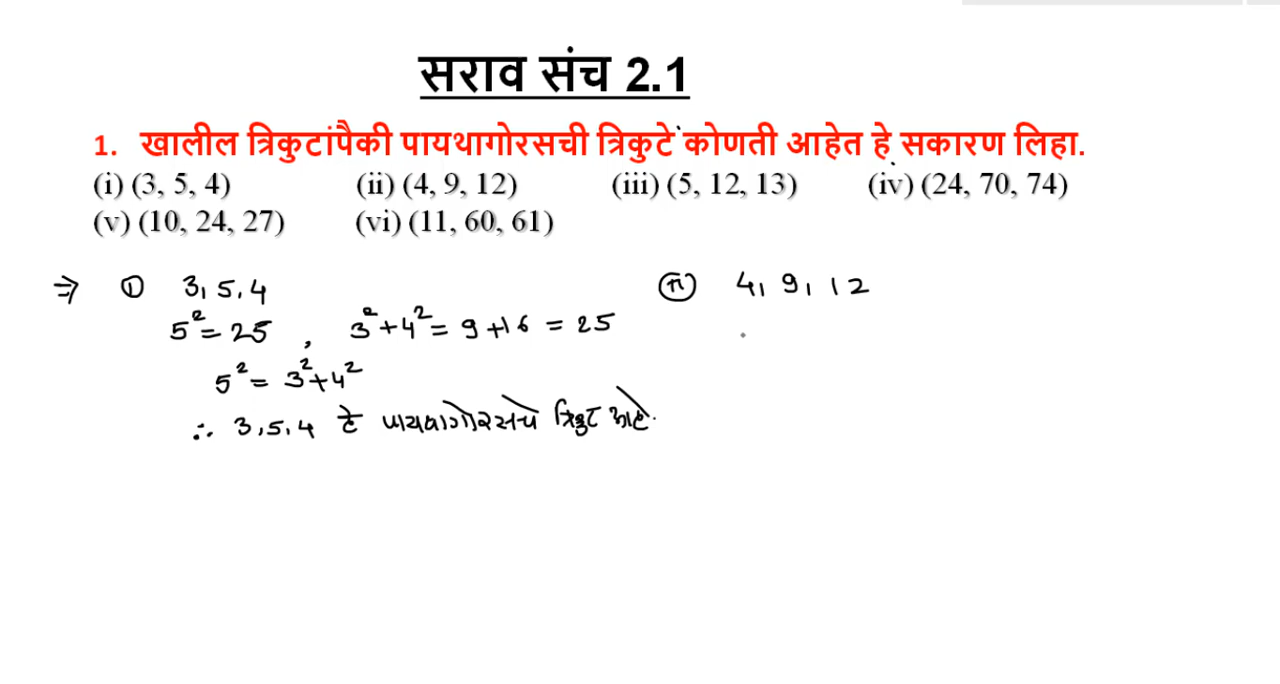 सराव संच 2.1
1. खालील त्रिकुटांपैकी पायथागोरसची त्रिकुटे कोणती आहेत हे सकारण लिहा.
(i) (3, 5, 4) (ii) (4, 9, 12) (iii) (5, 12, 13) (iv) (24, 70, 74)
(v) (10, 24, 27) (vi) (11, 60, 61)
⇒ ① 3, 5, 4
5² = 25 , 3² + 4² = 9 + 16 = 25
5² = 3² + 4²
∴ 3, 5, 4 हे पायथागोरसचे त्रिकुट आहे.
(ii) 4, 9, 12